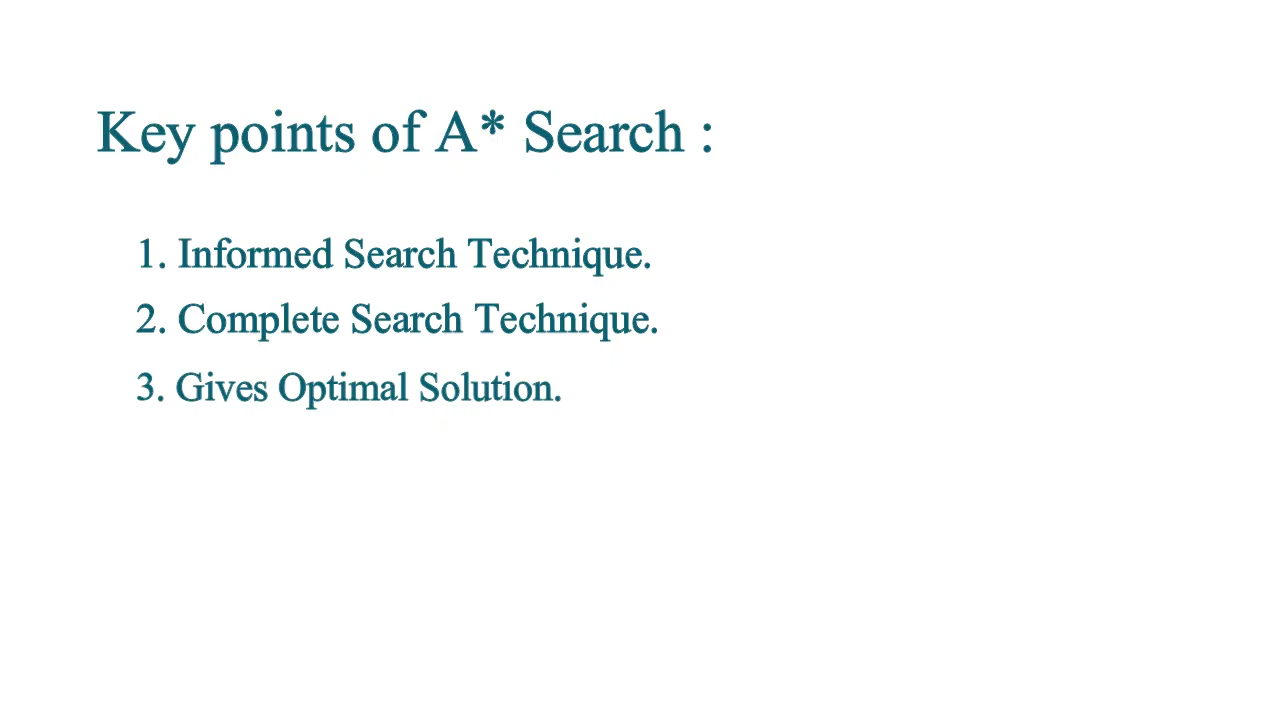 Key points of A* Search :
1. Informed Search Technique.
2. Complete Search Technique.
3. Gives Optimal Solution.